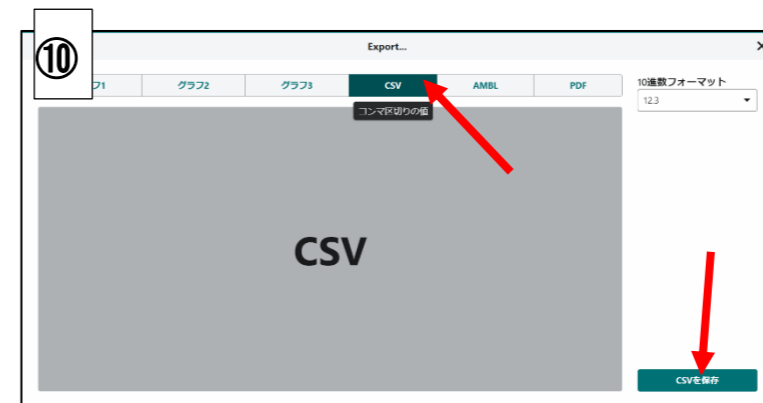 ⑩
Export...
×
グラフ2
グラフ3
CSV
AMBL
PDF
10進数フォーマット
12.3
コンマ区切りの値
CSV
CSVを保存